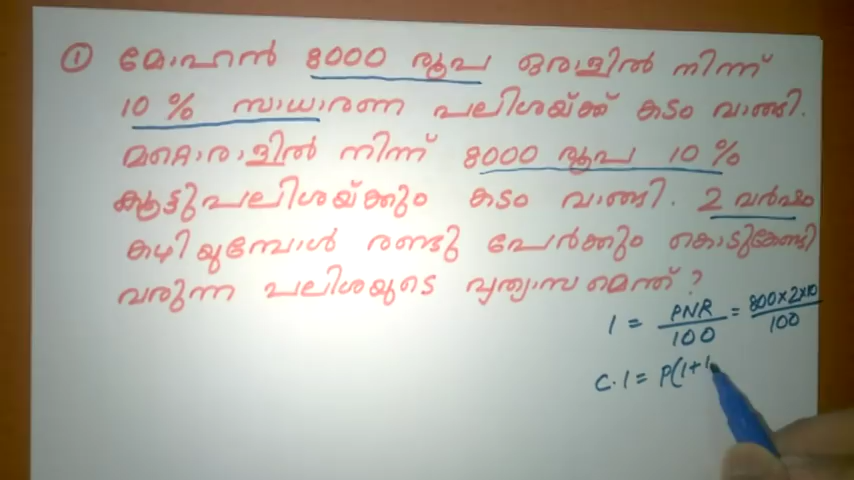 ① മോഹൻ 8000 രൂപ ഒരാളിൽ നിന്ന്
10 % സാധാരണ പലിശയ്ക്ക് കടം വാങ്ങി.
മറ്റൊരാളിൽ നിന്ന് 8000 രൂപ 10 %
കൂട്ടുപലിശയ്ക്കും കടം വാങ്ങി. 2 വർഷം
കഴിയുമ്പോൾ രണ്ടു പേർക്കും കൊടുക്കേണ്ടി
വരുന്ന പലിശയുടെ വ്യത്യാസമെന്ത്?
I = PNR/100 = 800×2×10/100
C.I = P(1+